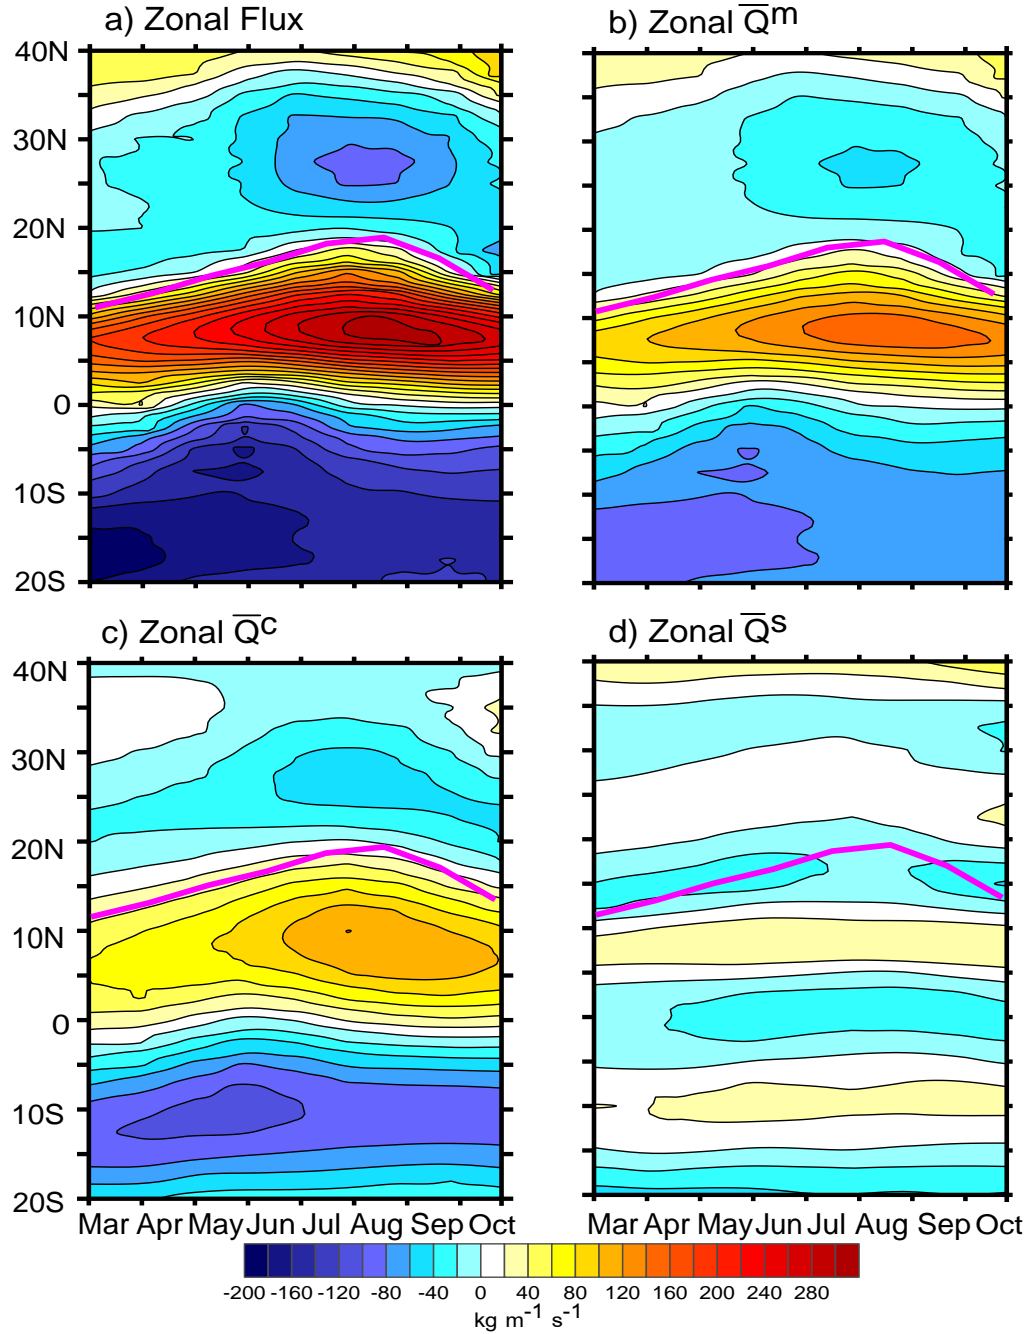 a) Zonal Flux
b) Zonal Q̅ᵐ
40N
30N
20N
10N
0
10S
20S
c) Zonal Q̅ᶜ
d) Zonal Q̅ˢ
40N
30N
20N
10N
0
10S
20S
Mar Apr May Jun Jul Aug Sep Oct
Mar Apr May Jun Jul Aug Sep Oct
-200 -160 -120 -80 -40 0 40 80 120 160 200 240 280
kg m⁻¹ s⁻¹